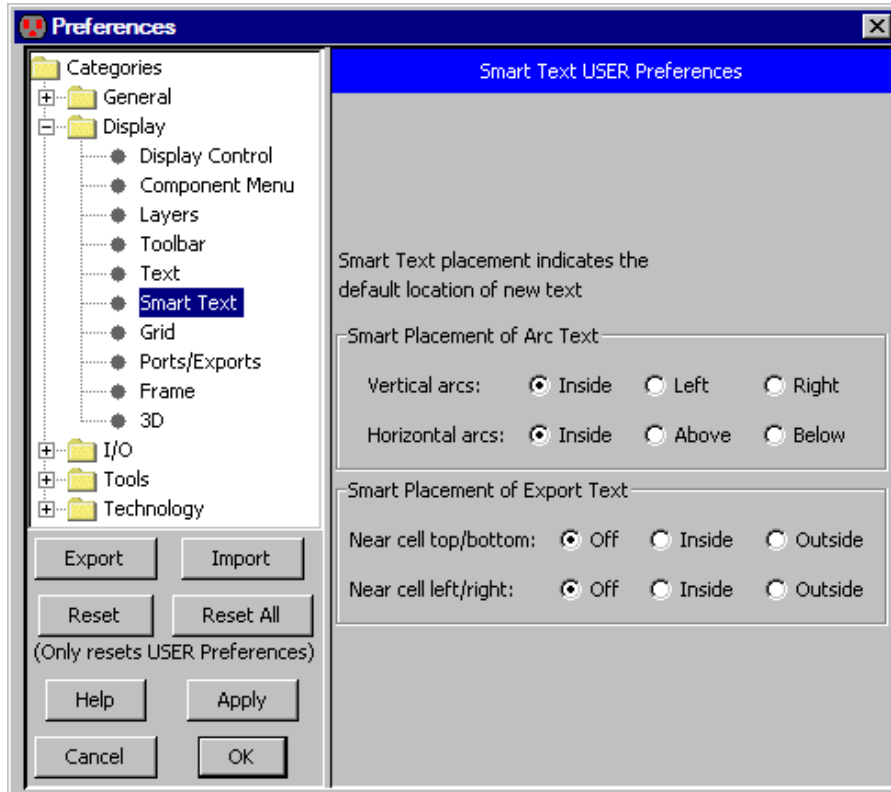 Preferences
Categories
General
Display
Display Control
Component Menu
Layers
Toolbar
Text
Smart Text
Grid
Ports/Exports
Frame
3D
I/O
Tools
Technology
Export Import
Reset Reset All
(Only resets USER Preferences)
Help Apply
Cancel OK
Smart Text USER Preferences
Smart Text placement indicates the
default location of new text
Smart Placement of Arc Text
Vertical arcs: Inside Left Right
Horizontal arcs: Inside Above Below
Smart Placement of Export Text
Near cell top/bottom: Off Inside Outside
Near cell left/right: Off Inside Outside